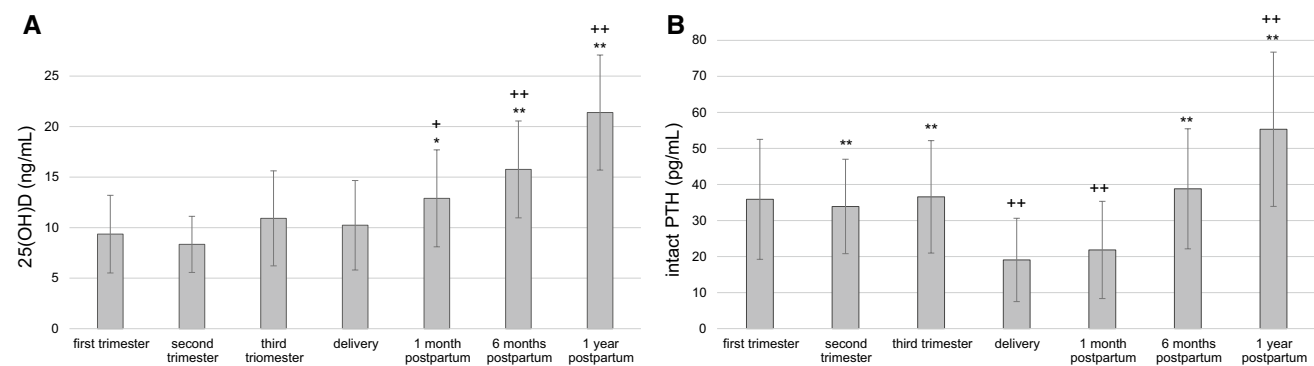 A
25(OH)D (ng/mL)
25
20
15
10
5
0
+
*
++
**
++
**
first trimester
second
trimester
third
triomester
delivery
1 month
postpartum
6 months
postpartum
1 year
postpartum
B
intact PTH (pg/mL)
80
70
60
50
40
30
20
10
0
**
**
++
++
**
++
**
first trimester
second
trimester
third trimester
delivery
1 month
postpartum
6 months
postpartum
1 year
postpartum